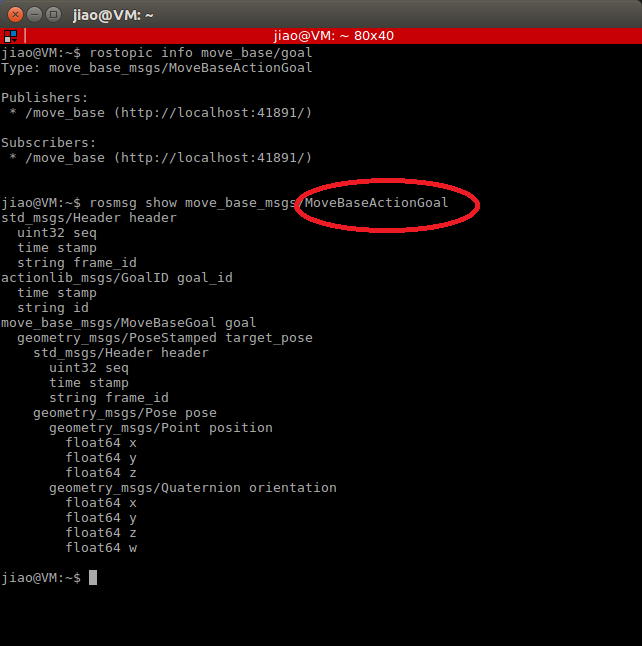 jiao@VM: ~
jiao@VM: ~ 80x40
jiao@VM:~$ rostopic info move_base/goal
Type: move_base_msgs/MoveBaseActionGoal
Publishers:
 * /move_base (http://localhost:41891/)
Subscribers:
 * /move_base (http://localhost:41891/)
jiao@VM:~$ rosmsg show move_base_msgs/MoveBaseActionGoal
std_msgs/Header header
  uint32 seq
  time stamp
  string frame_id
actionlib_msgs/GoalID goal_id
  time stamp
  string id
move_base_msgs/MoveBaseGoal goal
  geometry_msgs/PoseStamped target_pose
    std_msgs/Header header
      uint32 seq
      time stamp
      string frame_id
    geometry_msgs/Pose pose
      geometry_msgs/Point position
        float64 x
        float64 y
        float64 z
      geometry_msgs/Quaternion orientation
        float64 x
        float64 y
        float64 z
        float64 w
jiao@VM:~$